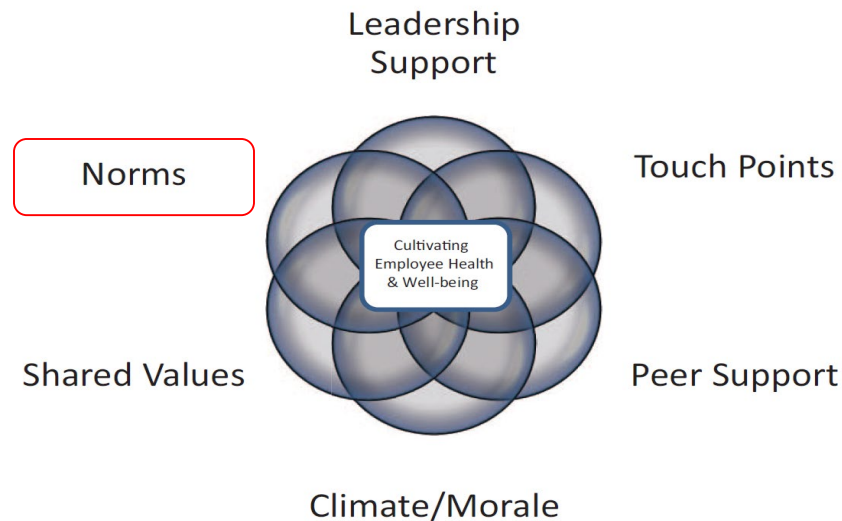 Leadership
Support
Norms
Touch Points
Cultivating
Employee Health
& Well-being
Shared Values
Peer Support
Climate/Morale